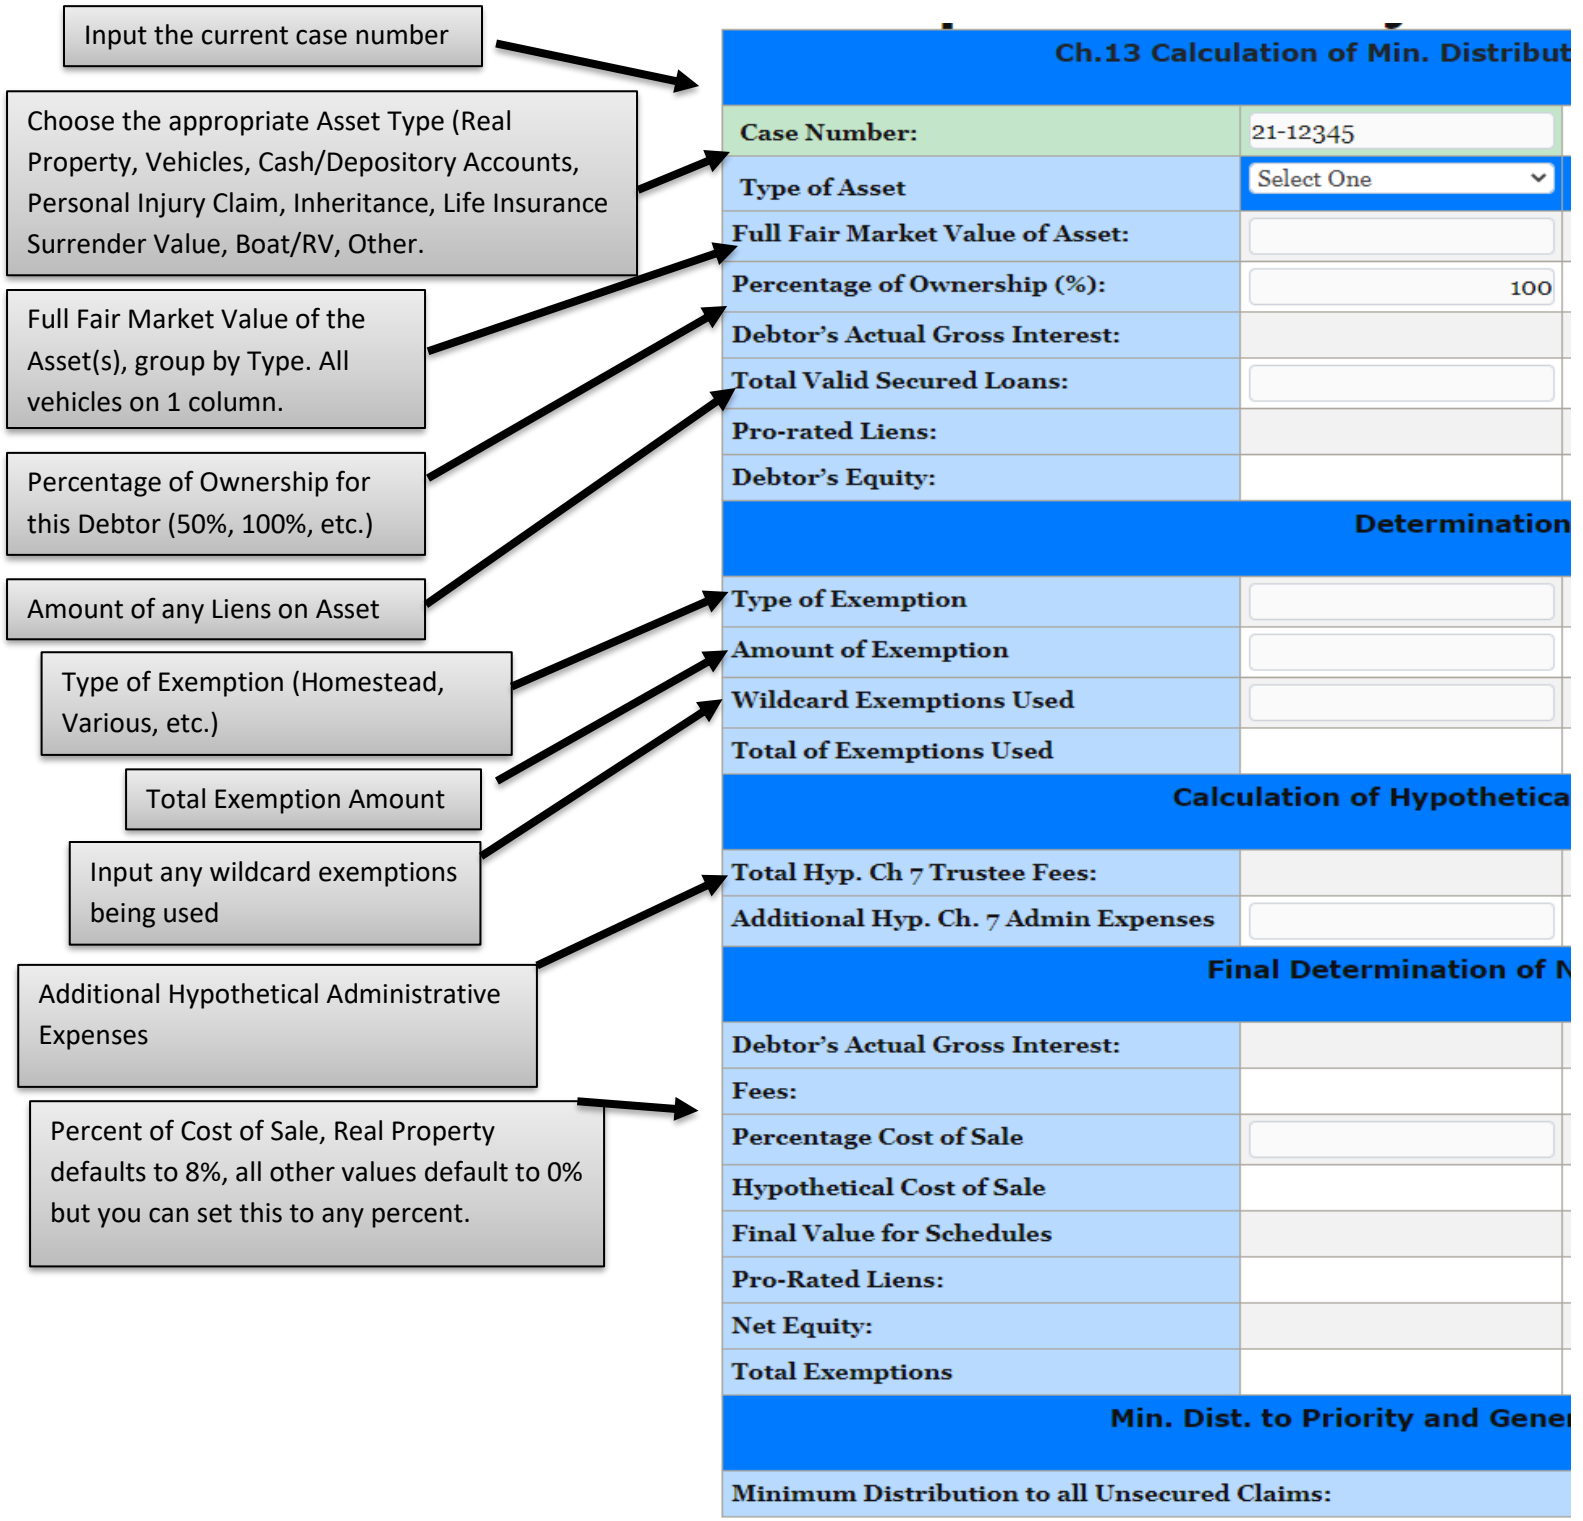 Input the current case number
Choose the appropriate Asset Type (Real
Property, Vehicles, Cash/Depository Accounts,
Personal Injury Claim, Inheritance, Life Insurance
Surrender Value, Boat/RV, Other.
Full Fair Market Value of the
Asset(s), group by Type. All
vehicles on 1 column.
Percentage of Ownership for
this Debtor (50%, 100%, etc.)
Amount of any Liens on Asset
Type of Exemption (Homestead,
Various, etc.)
Total Exemption Amount
Input any wildcard exemptions
being used
Additional Hypothetical Administrative
Expenses
Percent of Cost of Sale, Real Property
defaults to 8%, all other values default to 0%
but you can set this to any percent.
Ch.13 Calculation of Min. Distribut
Case Number: 21-12345
Type of Asset Select One
Full Fair Market Value of Asset:
Percentage of Ownership (%): 100
Debtor’s Actual Gross Interest:
Total Valid Secured Loans:
Pro-rated Liens:
Debtor’s Equity:
Determination
Type of Exemption
Amount of Exemption
Wildcard Exemptions Used
Total of Exemptions Used
Calculation of Hypothetica
Total Hyp. Ch 7 Trustee Fees:
Additional Hyp. Ch. 7 Admin Expenses
Final Determination of N
Debtor’s Actual Gross Interest:
Fees:
Percentage Cost of Sale
Hypothetical Cost of Sale
Final Value for Schedules
Pro-Rated Liens:
Net Equity:
Total Exemptions
Min. Dist. to Priority and Gener
Minimum Distribution to all Unsecured Claims: